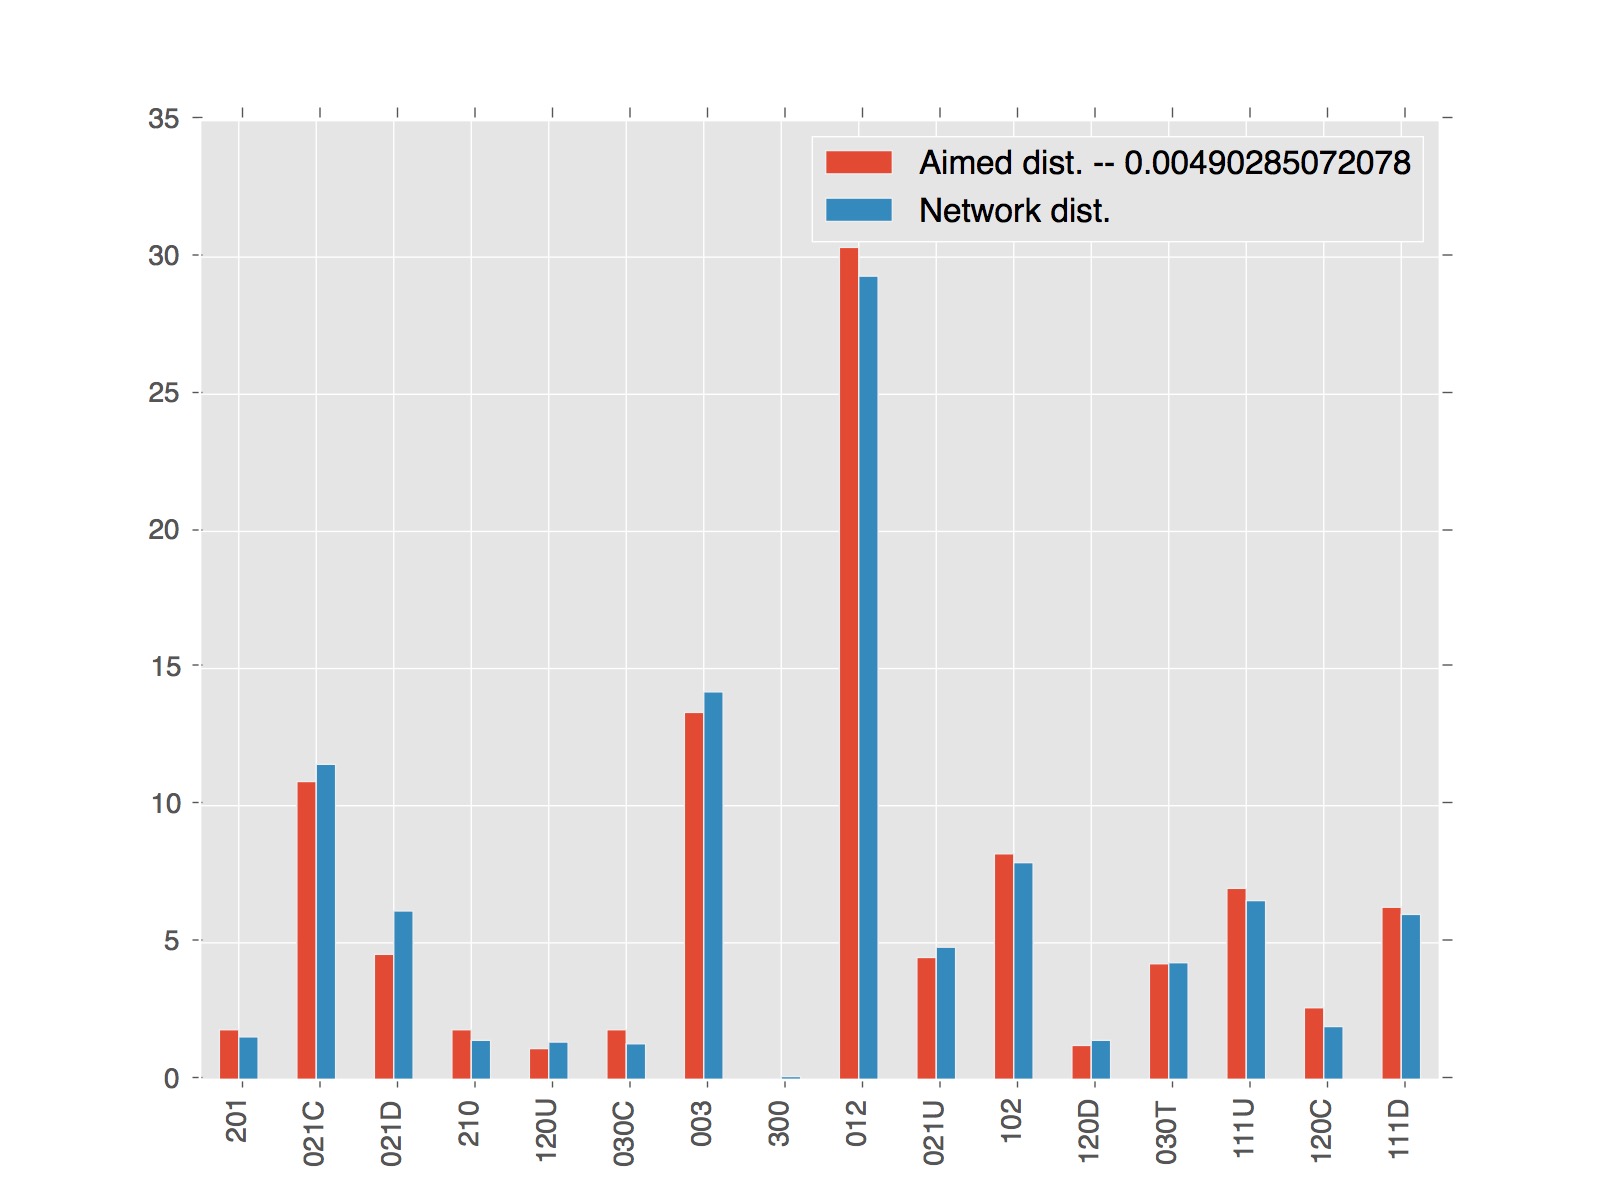 35
30
25
20
15
10
5
0
Aimed dist. -- 0.00490285072078
Network dist.
201
021C
021D
210
120U
030C
003
300
012
021U
102
120D
030T
111U
120C
111D